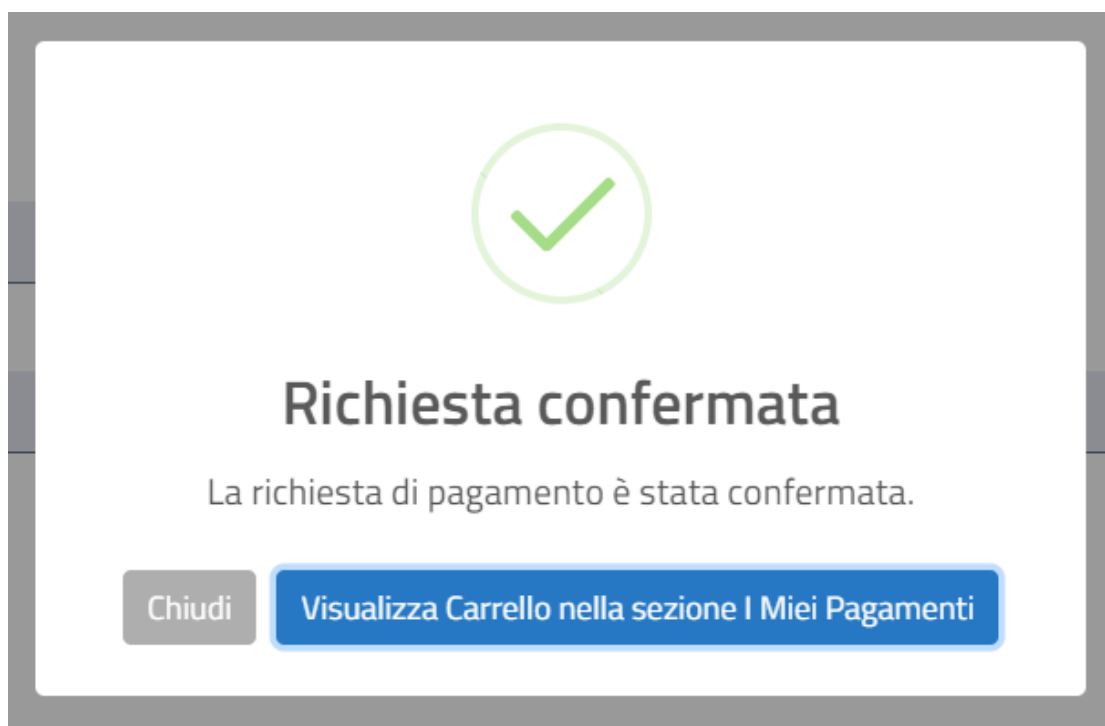 Richiesta confermata
La richiesta di pagamento è stata confermata.
Chiudi
Visualizza Carrello nella sezione I Miei Pagamenti